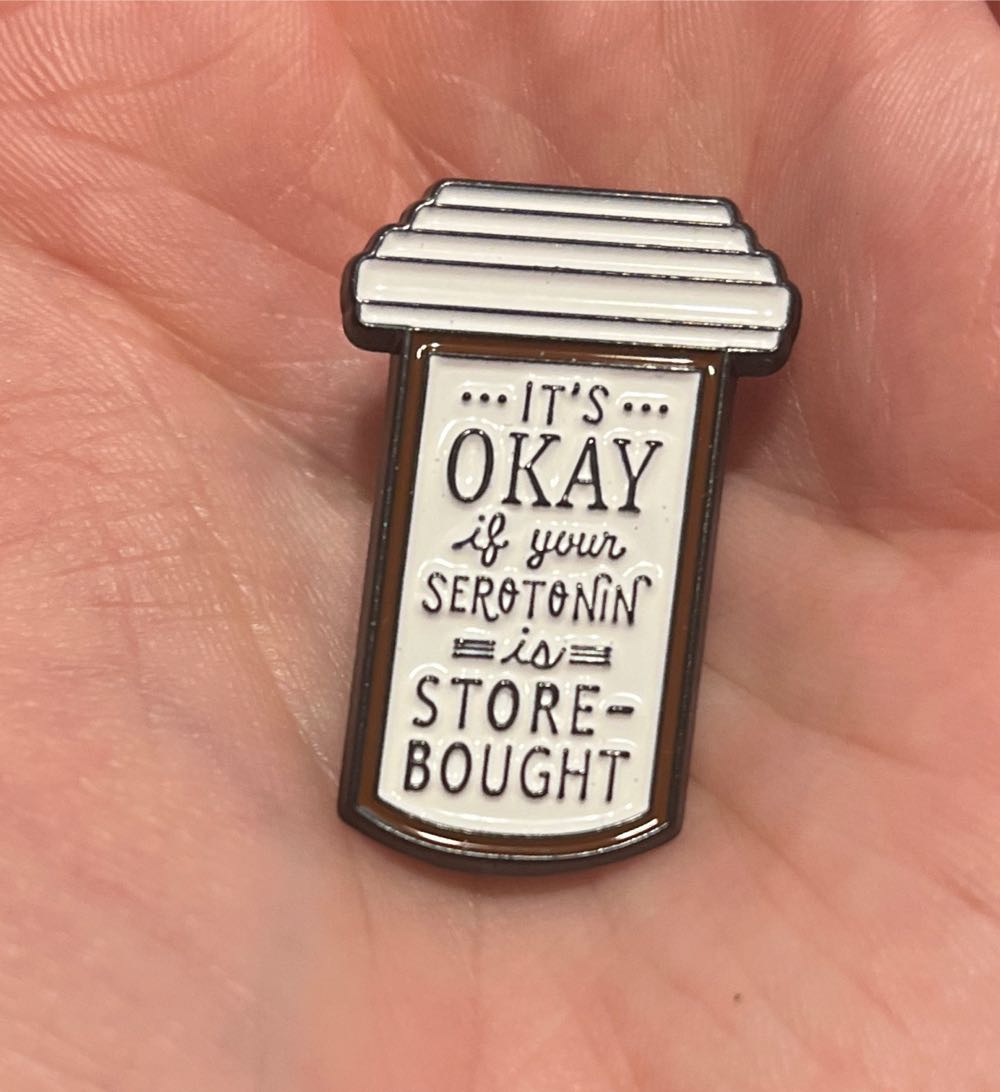 ...IT'S...
OKAY
if your
SEROTONIN
is
STORE-
BOUGHT